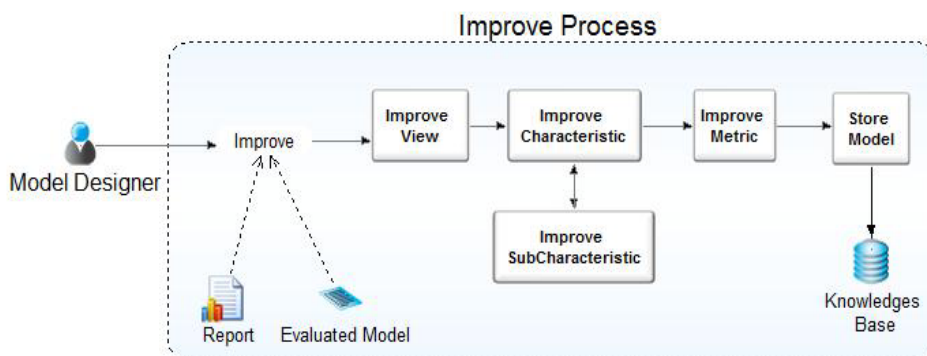 Improve Process
Model Designer
Improve
Improve
View
Improve
Characteristic
Improve
Metric
Store
Model
Improve
SubCharacteristic
Report
Evaluated Model
Knowledges
Base